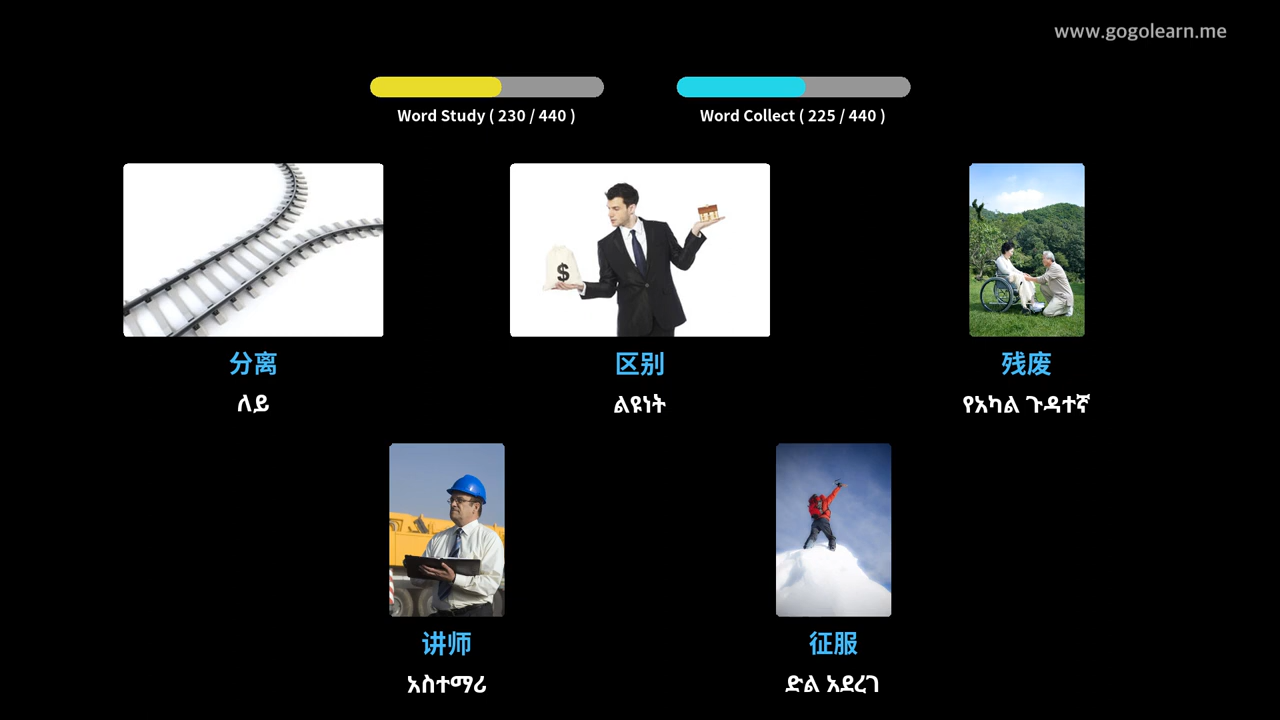 www.gogolearn.me
Word Study ( 230 / 440 )
Word Collect ( 225 / 440 )
$
分离
区别
残废
ለይ
ልዩነት
የአካል ጉዳተኛ
讲师
征服
አስተማሪ
ድል አደረገ